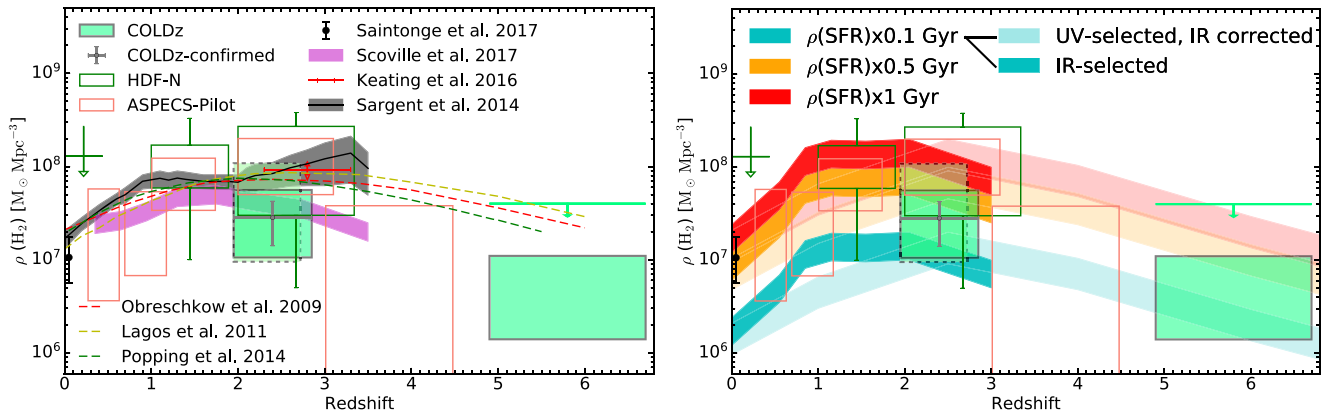 COLDz
COLDz-confirmed
HDF-N
ASPECS-Pilot
Saintonge et al. 2017
Scoville et al. 2017
Keating et al. 2016
Sargent et al. 2014
Obreschkow et al. 2009
Lagos et al. 2011
Popping et al. 2014
ρ (H₂) [M⊙ Mpc⁻³]
10⁹
10⁸
10⁷
10⁶
0 1 2 3 4 5 6
Redshift
ρ(SFR)x0.1 Gyr
ρ(SFR)x0.5 Gyr
ρ(SFR)x1 Gyr
UV-selected, IR corrected
IR-selected
ρ (H₂) [M⊙ Mpc⁻³]
10⁹
10⁸
10⁷
10⁶
0 1 2 3 4 5 6
Redshift